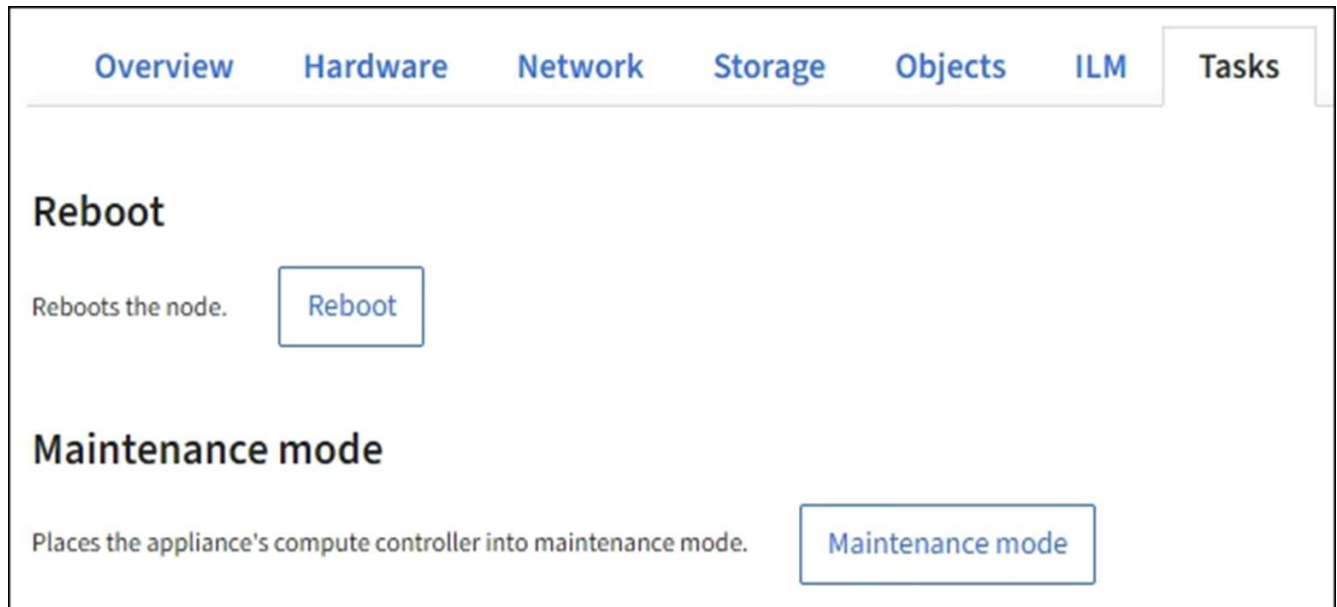 Overview Hardware Network Storage Objects ILM Tasks
Reboot
Reboots the node. Reboot
Maintenance mode
Places the appliance's compute controller into maintenance mode. Maintenance mode